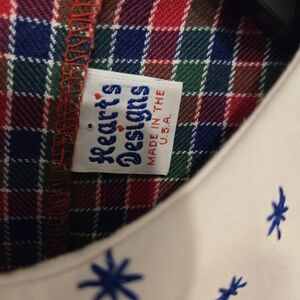 Heart's
Designs
MADE IN THE
U.S.A.